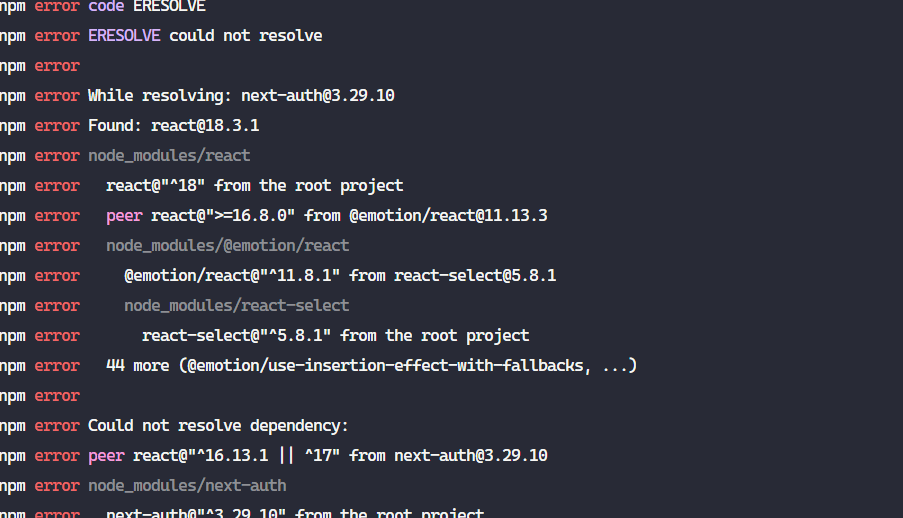 npm error code ERESOLVE
npm error ERESOLVE could not resolve
npm error
npm error While resolving: next-auth@3.29.10
npm error Found: react@18.3.1
npm error node_modules/react
npm error   react@"^18" from the root project
npm error   peer react@">=16.8.0" from @emotion/react@11.13.3
npm error   node_modules/@emotion/react
npm error     @emotion/react@"^11.8.1" from react-select@5.8.1
npm error     node_modules/react-select
npm error       react-select@"^5.8.1" from the root project
npm error   44 more (@emotion/use-insertion-effect-with-fallbacks, ...)
npm error
npm error Could not resolve dependency:
npm error peer react@"^16.13.1 || ^17" from next-auth@3.29.10
npm error node_modules/next-auth
npm error   next-auth@"^3.29.10" from the root project